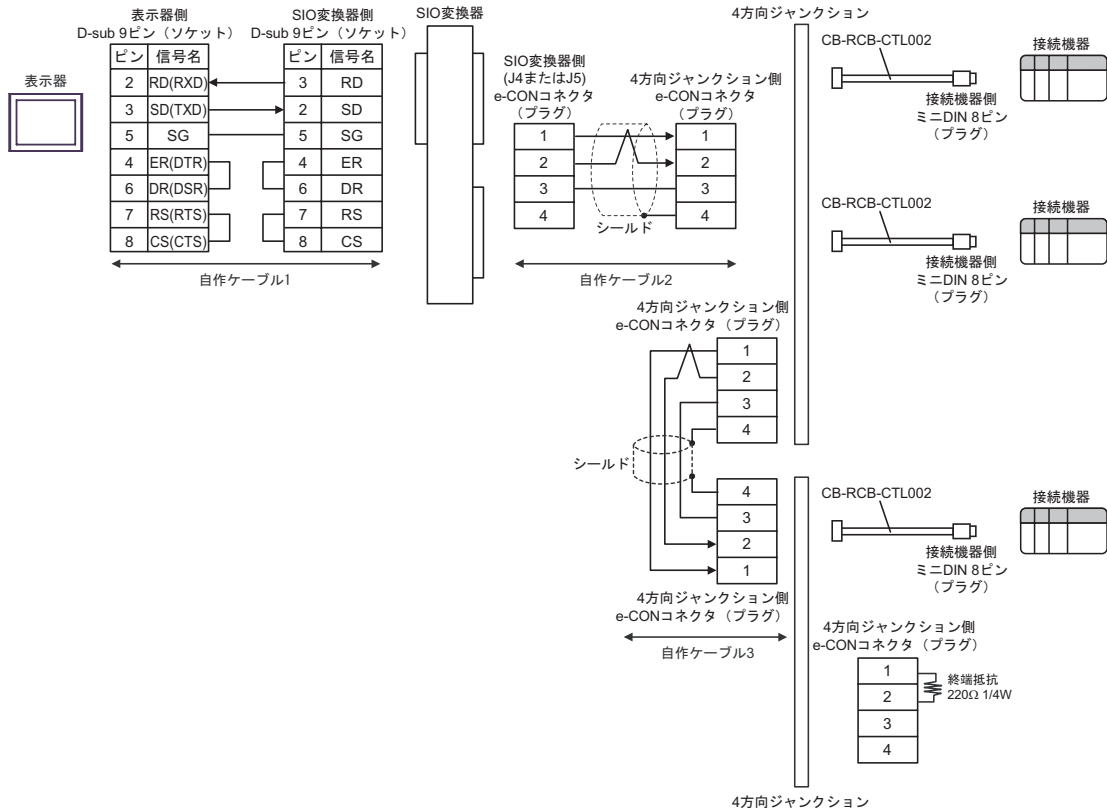 表示器
表示器側
D-sub 9ピン（ソケット）
SIO変換器側
D-sub 9ピン（ソケット）
ピン 信号名 ピン 信号名
2 RD(RXD) 3 RD
3 SD(TXD) 2 SD
5 SG 5 SG
4 ER(DTR) 4 ER
6 DR(DSR) 6 DR
7 RS(RTS) 7 RS
8 CS(CTS) 8 CS
自作ケーブル1
SIO変換器
SIO変換器側
(J4またはJ5)
e-CONコネクタ
（プラグ）
4方向ジャンクション側
e-CONコネクタ
（プラグ）
1 1
2 2
3 3
4 4
シールド
自作ケーブル2
4方向ジャンクション
CB-RCB-CTL002
接続機器側
ミニDIN 8ピン
（プラグ）
接続機器
CB-RCB-CTL002
接続機器側
ミニDIN 8ピン
（プラグ）
接続機器
4方向ジャンクション側
e-CONコネクタ（プラグ）
1
2
3
4
シールド
4
3
2
1
4方向ジャンクション側
e-CONコネクタ（プラグ）
自作ケーブル3
CB-RCB-CTL002
接続機器側
ミニDIN 8ピン
（プラグ）
接続機器
4方向ジャンクション側
e-CONコネクタ（プラグ）
1
2
3
4
終端抵抗
220Ω 1/4W
4方向ジャンクション